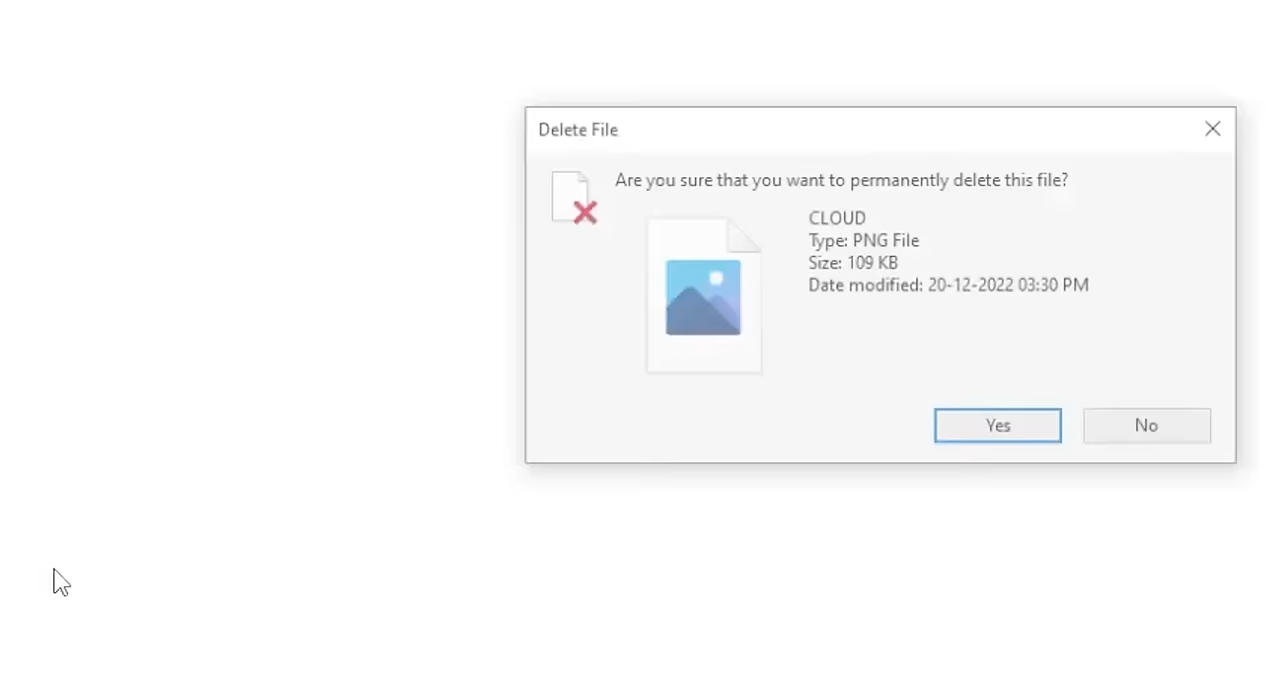 Delete File
Are you sure that you want to permanently delete this file?
CLOUD
Type: PNG File
Size: 109 KB
Date modified: 20-12-2022 03:30 PM
Yes
No